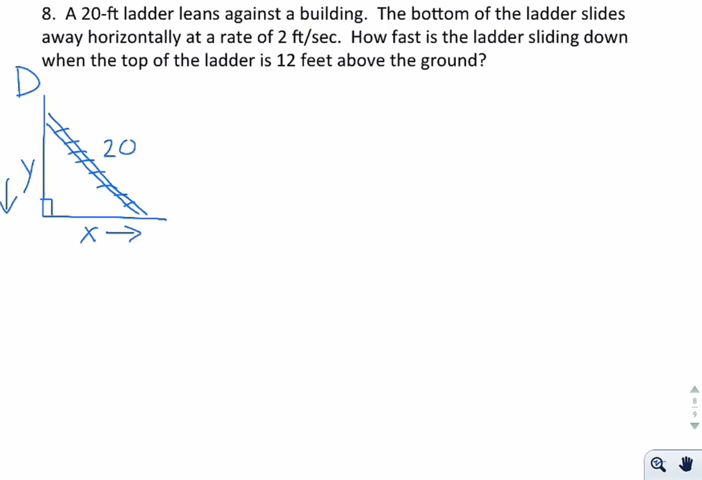 8. A 20-ft ladder leans against a building. The bottom of the ladder slides
away horizontally at a rate of 2 ft/sec. How fast is the ladder sliding down
when the top of the ladder is 12 feet above the ground?
D
20
y
x →
8
9